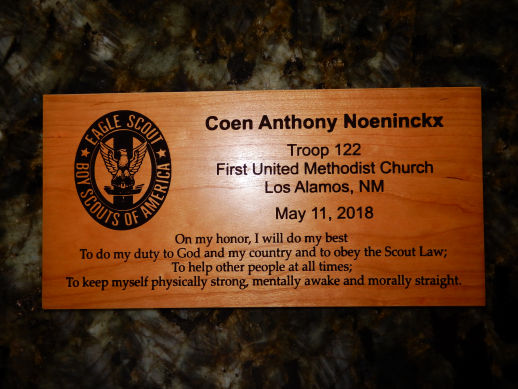 EAGLE SCOUT
BOY SCOUTS OF AMERICA
Coen Anthony Noeninckx
Troop 122
First United Methodist Church
Los Alamos, NM
May 11, 2018
On my honor, I will do my best
To do my duty to God and my country and to obey the Scout Law;
To help other people at all times;
To keep myself physically strong, mentally awake and morally straight.